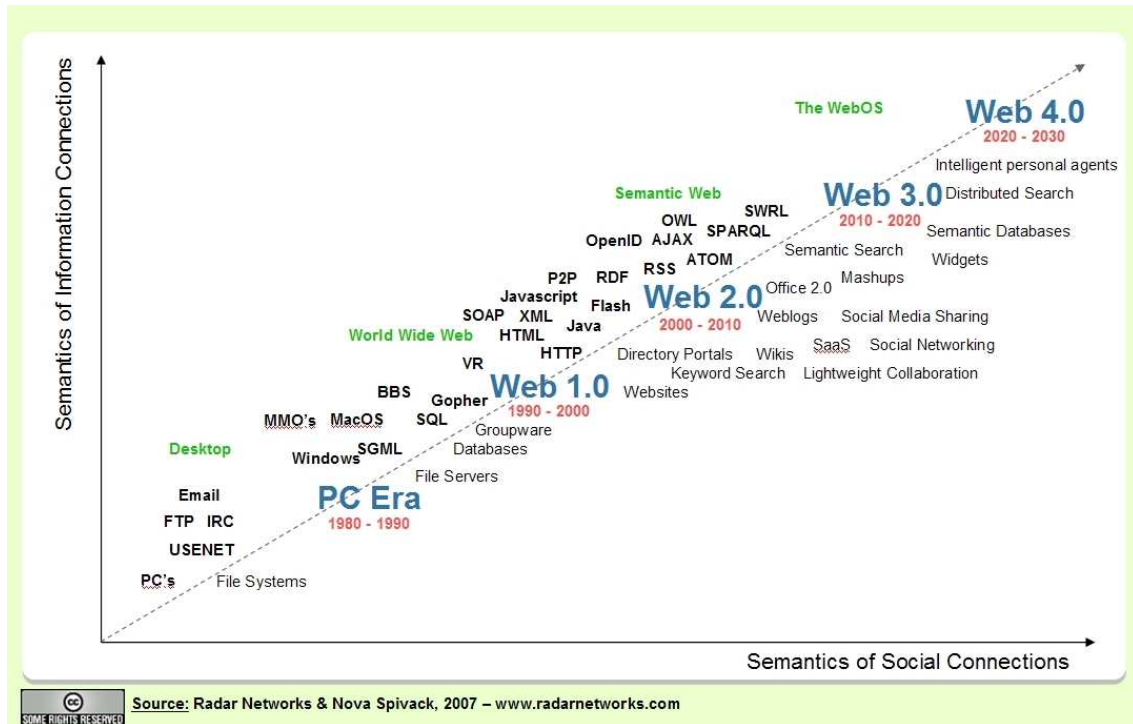 Semantics of Information Connections
The WebOS
Web 4.0
2020 - 2030
Intelligent personal agents
Semantic Web
Web 3.0
2010 - 2020
Distributed Search
SWRL
OWL
SPARQL
OpenID
AJAX
Semantic Databases
Semantic Search
ATOM
Widgets
P2P
RDF
RSS
Mashups
Office 2.0
Javascript
Flash
Web 2.0
2000 - 2010
SOAP
XML
Java
Weblogs
Social Media Sharing
World Wide Web
HTML
HTTP
Directory Portals
Wikis
SaaS
Social Networking
VR
Keyword Search
Lightweight Collaboration
Web 1.0
1990 - 2000
Websites
BBS
Gopher
MMO's
MacOS
SQL
Groupware
Desktop
Windows
SGML
Databases
File Servers
Email
PC Era
1980 - 1990
FTP IRC
USENET
PC's
File Systems
Semantics of Social Connections
cc
SOME RIGHTS RESERVED
Source: Radar Networks & Nova Spivack, 2007 – www.radarnetworks.com